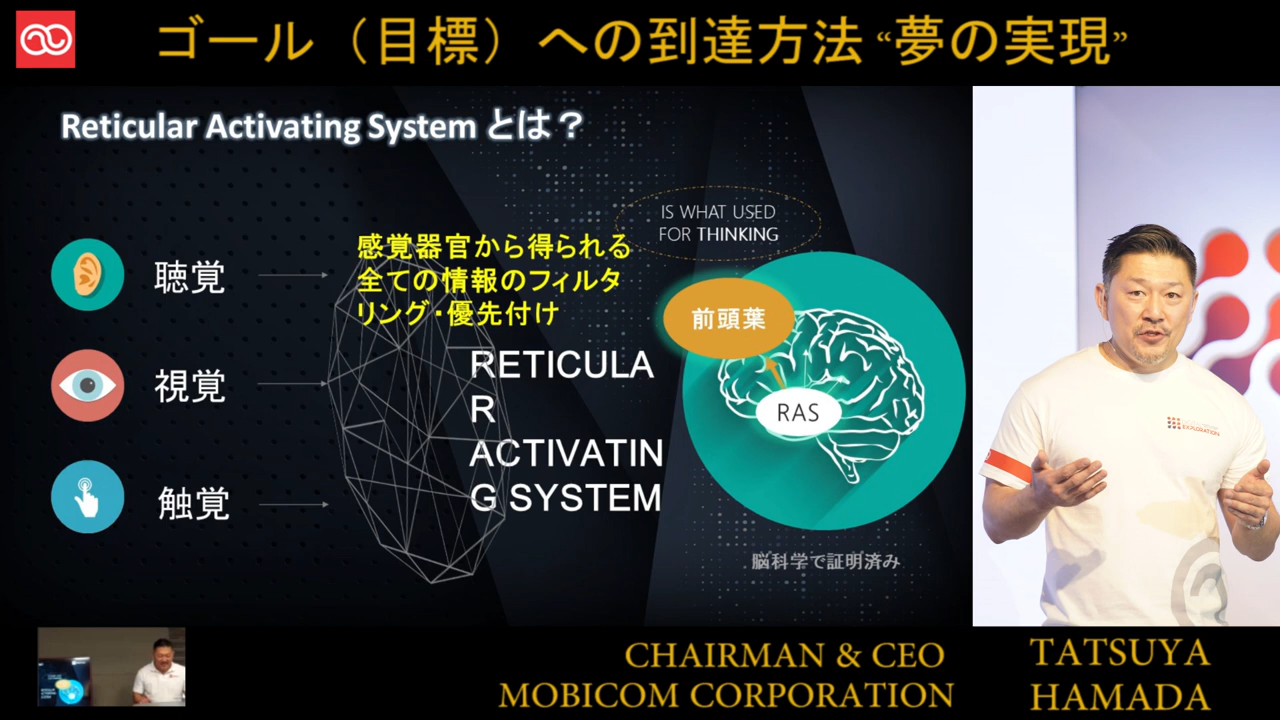 ゴール（目標）への到達方法 “夢の実現”
Reticular Activating System とは？
IS WHAT USED
FOR THINKING
聴覚
感覚器官から得られる
全ての情報のフィルタ
リング・優先付け
前頭葉
視覚
RETICULA
R
ACTIVATIN
G SYSTEM
RAS
触覚
脳科学で証明済み
EXPLORATION
CHAIRMAN & CEO
MOBICOM CORPORATION
TATSUYA
HAMADA